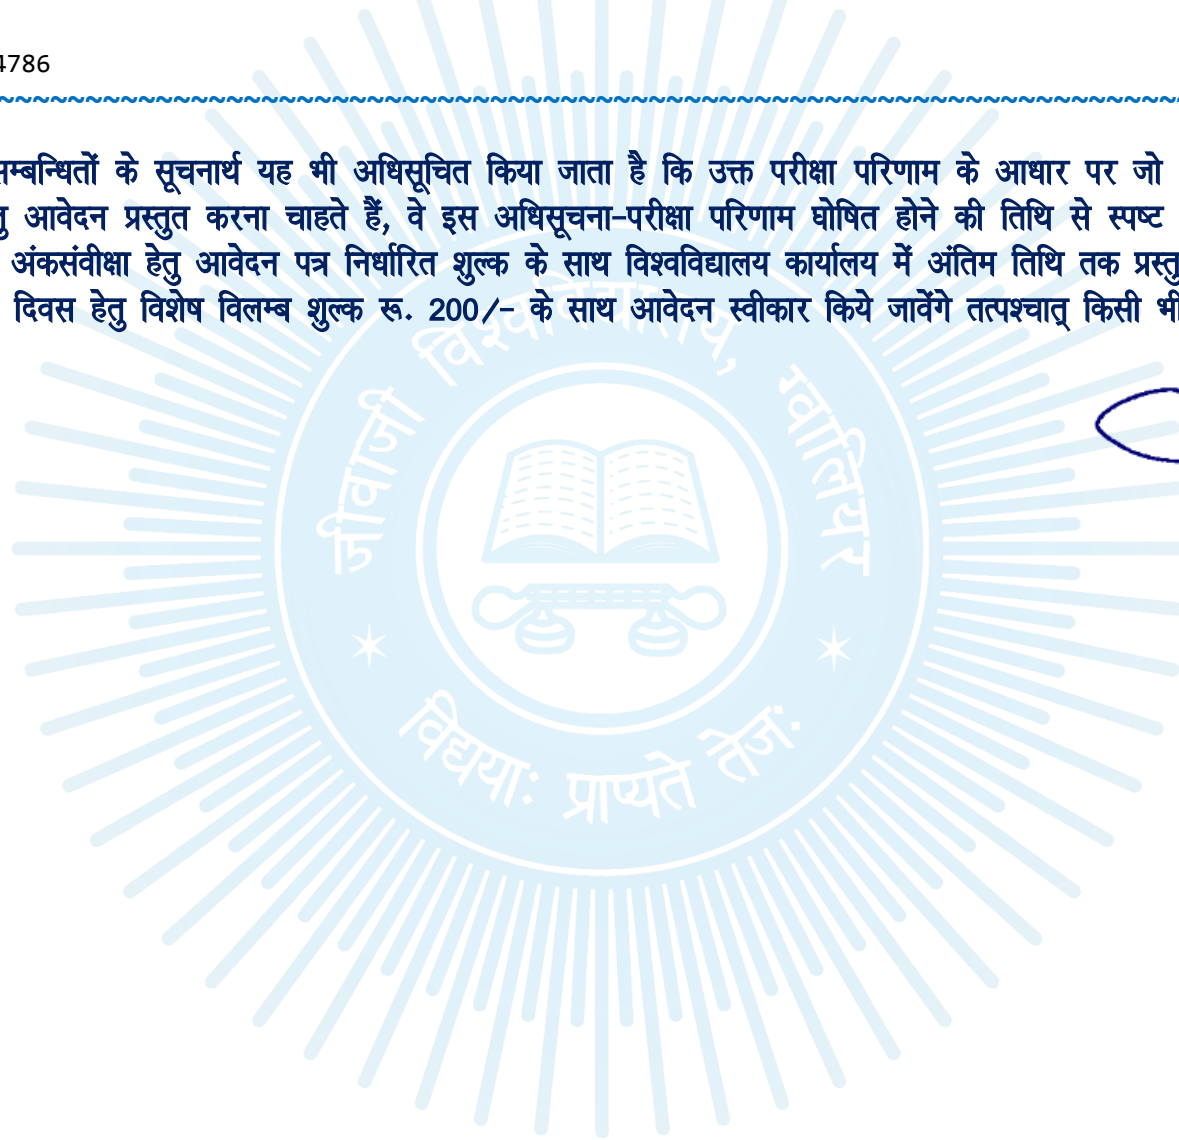 4786
सम्बन्धितों के सूचनार्थ यह भी अधिसूचित किया जाता है कि उक्त परीक्षा परिणाम के आधार पर जो
आवेदन प्रस्तुत करना चाहते हैं, वे इस अधिसूचना-परीक्षा परिणाम घोषित होने की तिथि से स्पष्ट
अंकसंवीक्षा हेतु आवेदन पत्र निर्धारित शुल्क के साथ विश्वविद्यालय कार्यालय में अंतिम तिथि तक प्रस्तु
दिवस हेतु विशेष विलम्ब शुल्क रू. 200/- के साथ आवेदन स्वीकार किये जावेंगे तत्पश्चात् किसी भी
जीवाजी विश्वविद्यालय, ग्वालियर
विद्यया: प्राप्यते तेज: